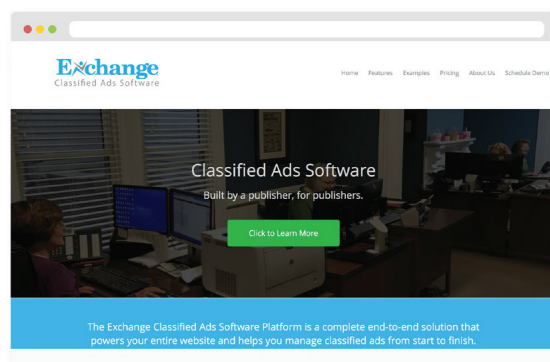 Exchange
Classified Ads Software
Home Features Examples Pricing About Us Schedule Demo
Classified Ads Software
Built by a publisher, for publishers.
Click to Learn More
The Exchange Classified Ads Software Platform is a complete end-to-end solution that
powers your entire website and helps you manage classified ads from start to finish.